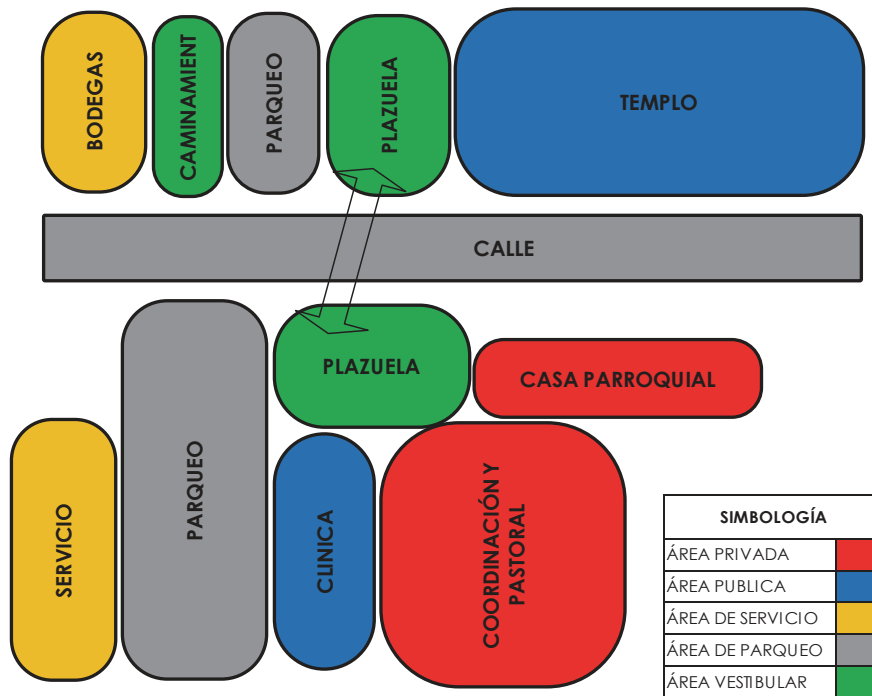 BODEGAS
CAMINAMIENT
PARQUEO
PLAZUELA
TEMPLO
CALLE
PLAZUELA
CASA PARROQUIAL
SERVICIO
PARQUEO
CLINICA
COORDINACIÓN Y
PASTORAL
SIMBOLOGÍA
ÁREA PRIVADA
ÁREA PUBLICA
ÁREA DE SERVICIO
ÁREA DE PARQUEO
ÁREA VESTIBULAR